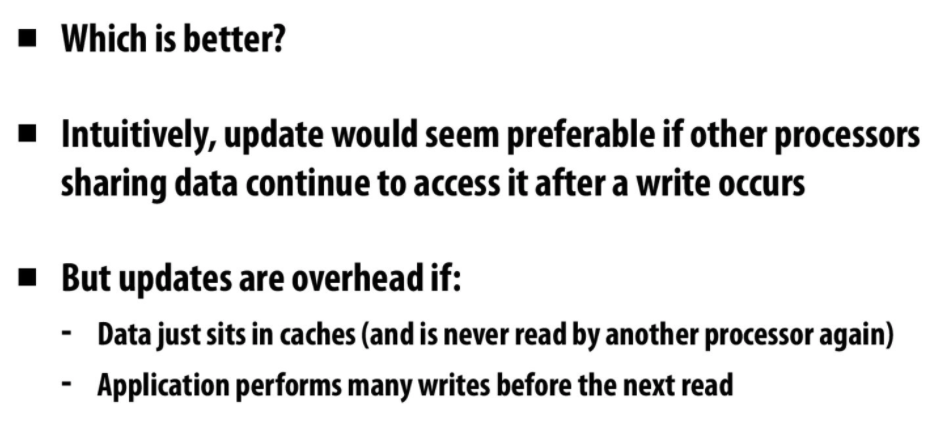 ■ Which is better?
■ Intuitively, update would seem preferable if other processors
sharing data continue to access it after a write occurs
■ But updates are overhead if:
- Data just sits in caches (and is never read by another processor again)
- Application performs many writes before the next read